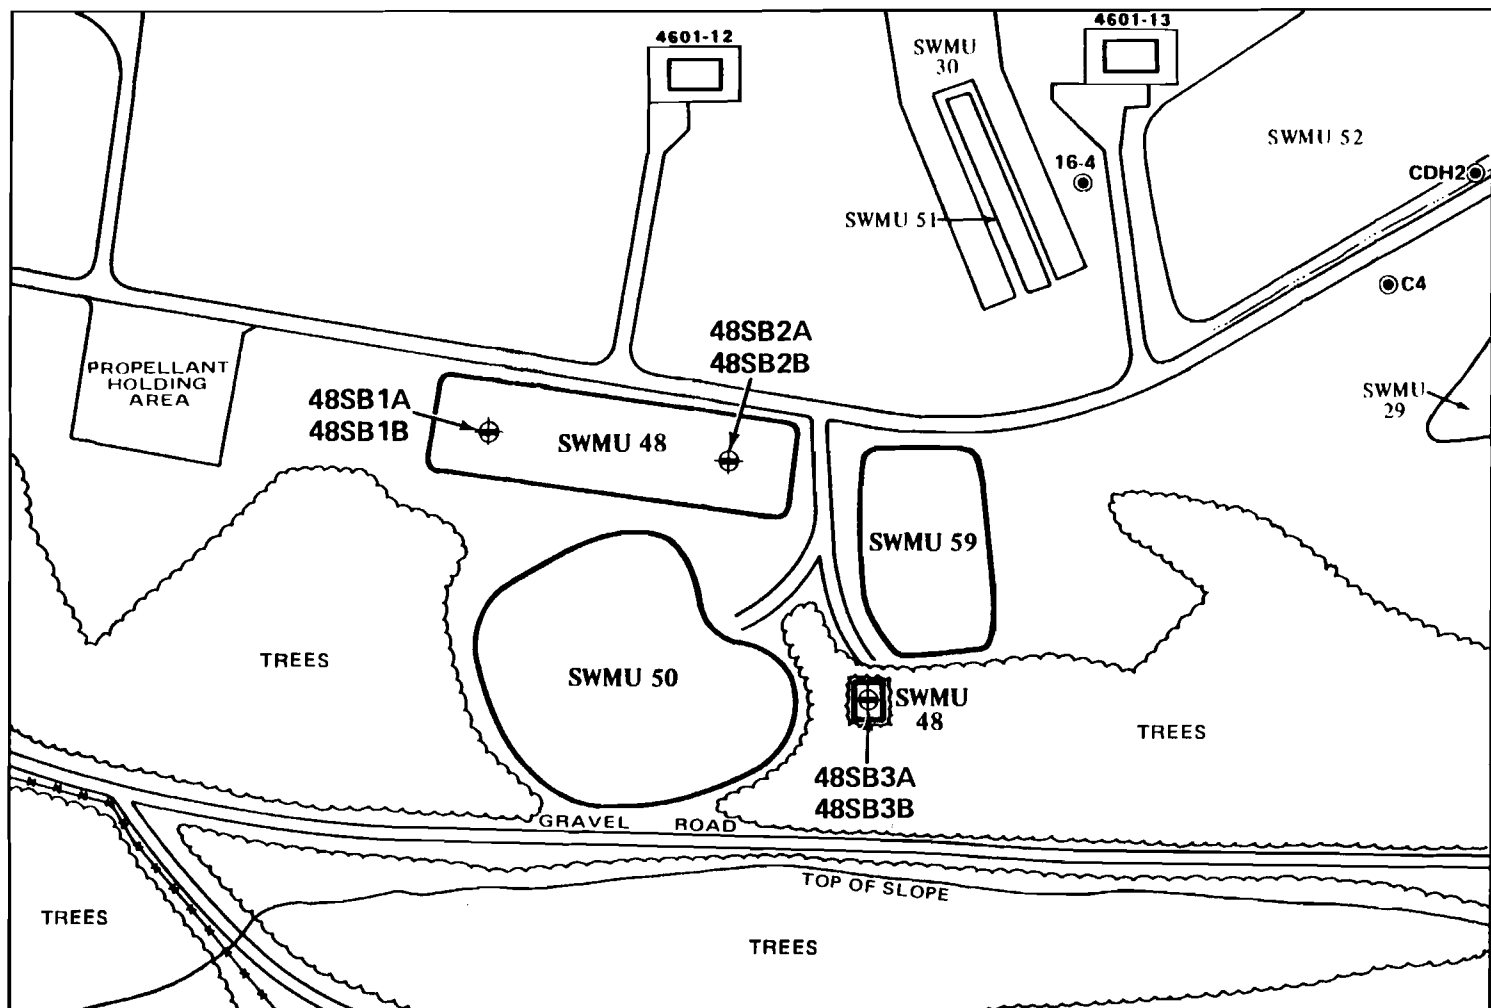 4601-12
4601-13
SWMU
30
SWMU 52
16-4
CDH2
SWMU 51
C4
48SB2A
48SB2B
PROPELLANT
HOLDING
AREA
48SB1A
48SB1B
SWMU 48
SWMU
29
SWMU 59
TREES
SWMU 50
SWMU
48
TREES
48SB3A
48SB3B
GRAVEL ROAD
TOP OF SLOPE
TREES
TREES